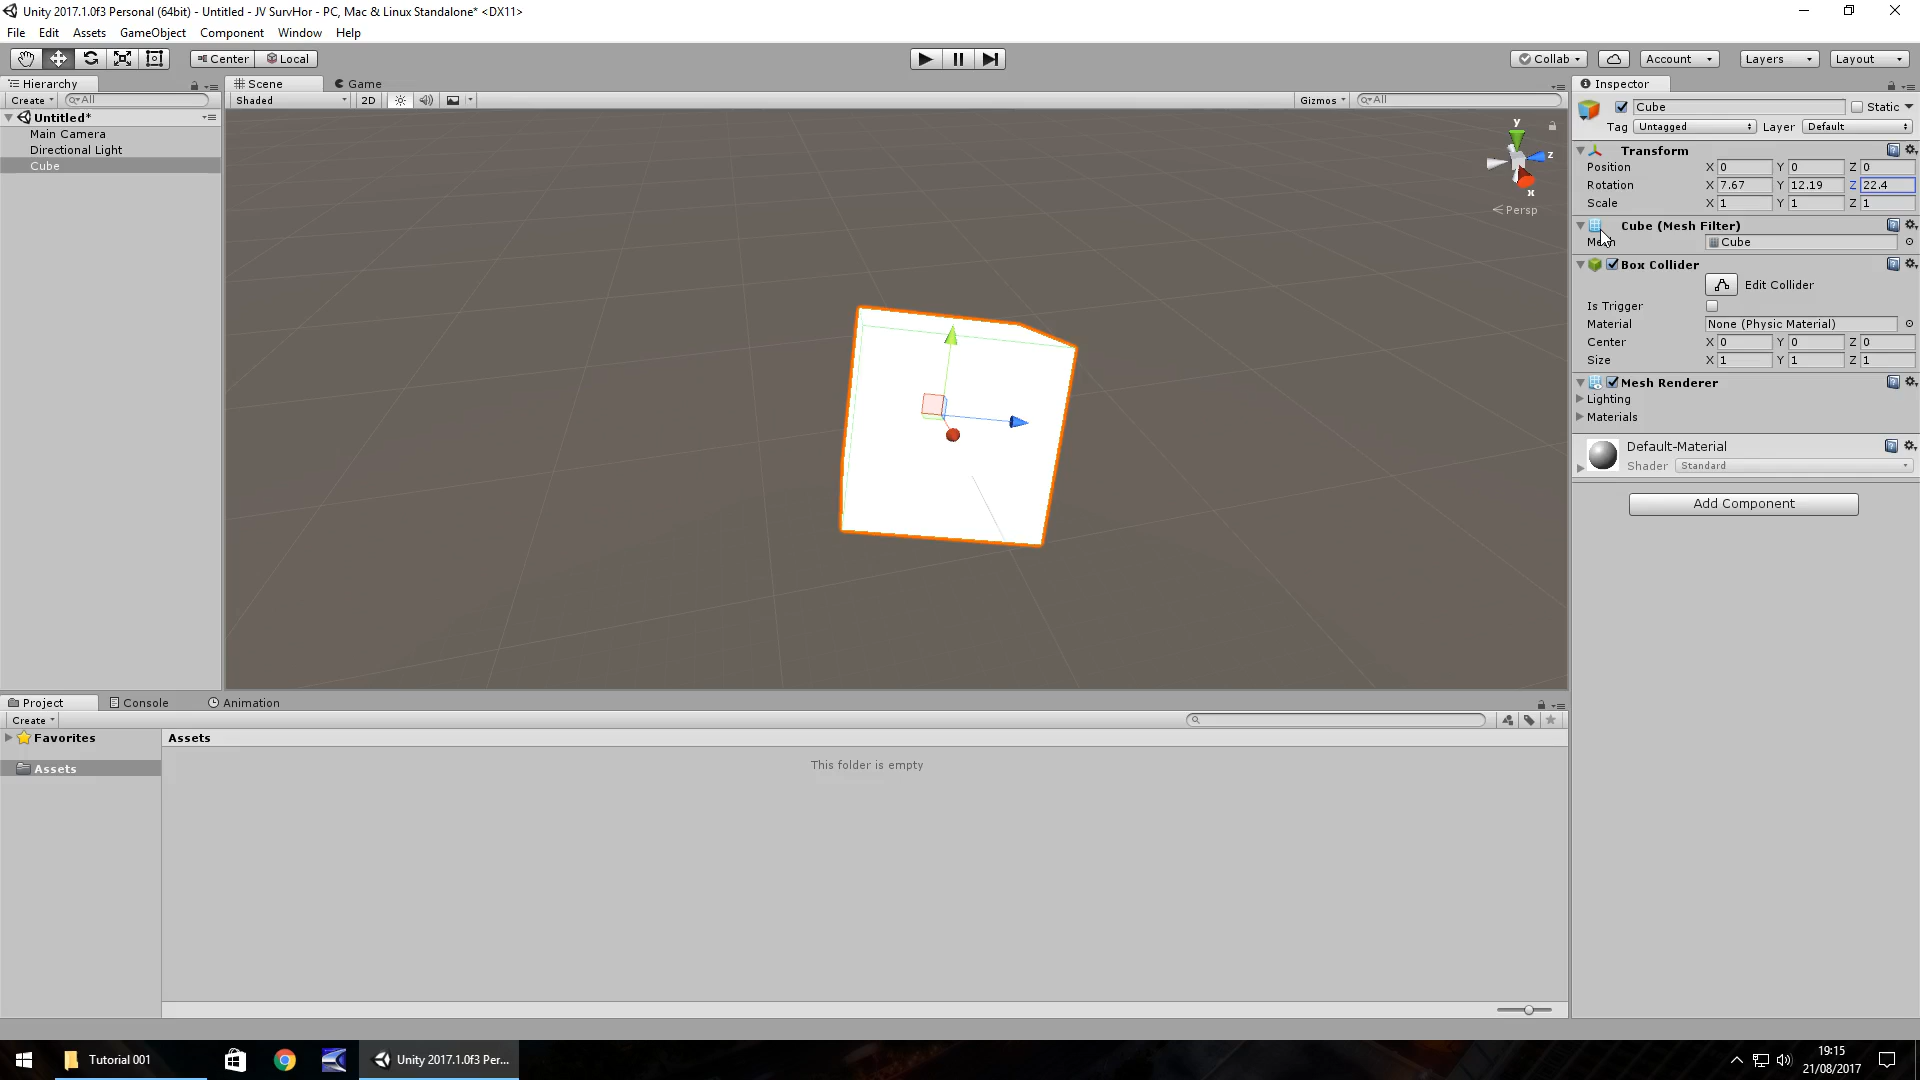 Unity 2017.1.0f3 Personal (64bit) - Untitled - JV SurvHor - PC, Mac & Linux Standalone* <DX11>
File Edit Assets GameObject Component Window Help
Center Local Collab Account Layers Layout
Hierarchy
Create All
Untitled*
Main Camera
Directional Light
Cube
Scene Game
Shaded 2D Gizmos All
y
z
x
Persp
Inspector
Cube Static
Tag Untagged Layer Default
Transform
Position X 0 Y 0 Z 0
Rotation X 7.67 Y 12.19 Z 22.4
Scale X 1 Y 1 Z 1
Cube (Mesh Filter)
Mesh Cube
Box Collider
Edit Collider
Is Trigger
Material None (Physic Material)
Center X 0 Y 0 Z 0
Size X 1 Y 1 Z 1
Mesh Renderer
Lighting
Materials
Default-Material
Shader Standard
Add Component
Project Console Animation
Create
Favorites
Assets
Assets
This folder is empty
Tutorial 001
Unity 2017.1.0f3 Per...
19:15
21/08/2017